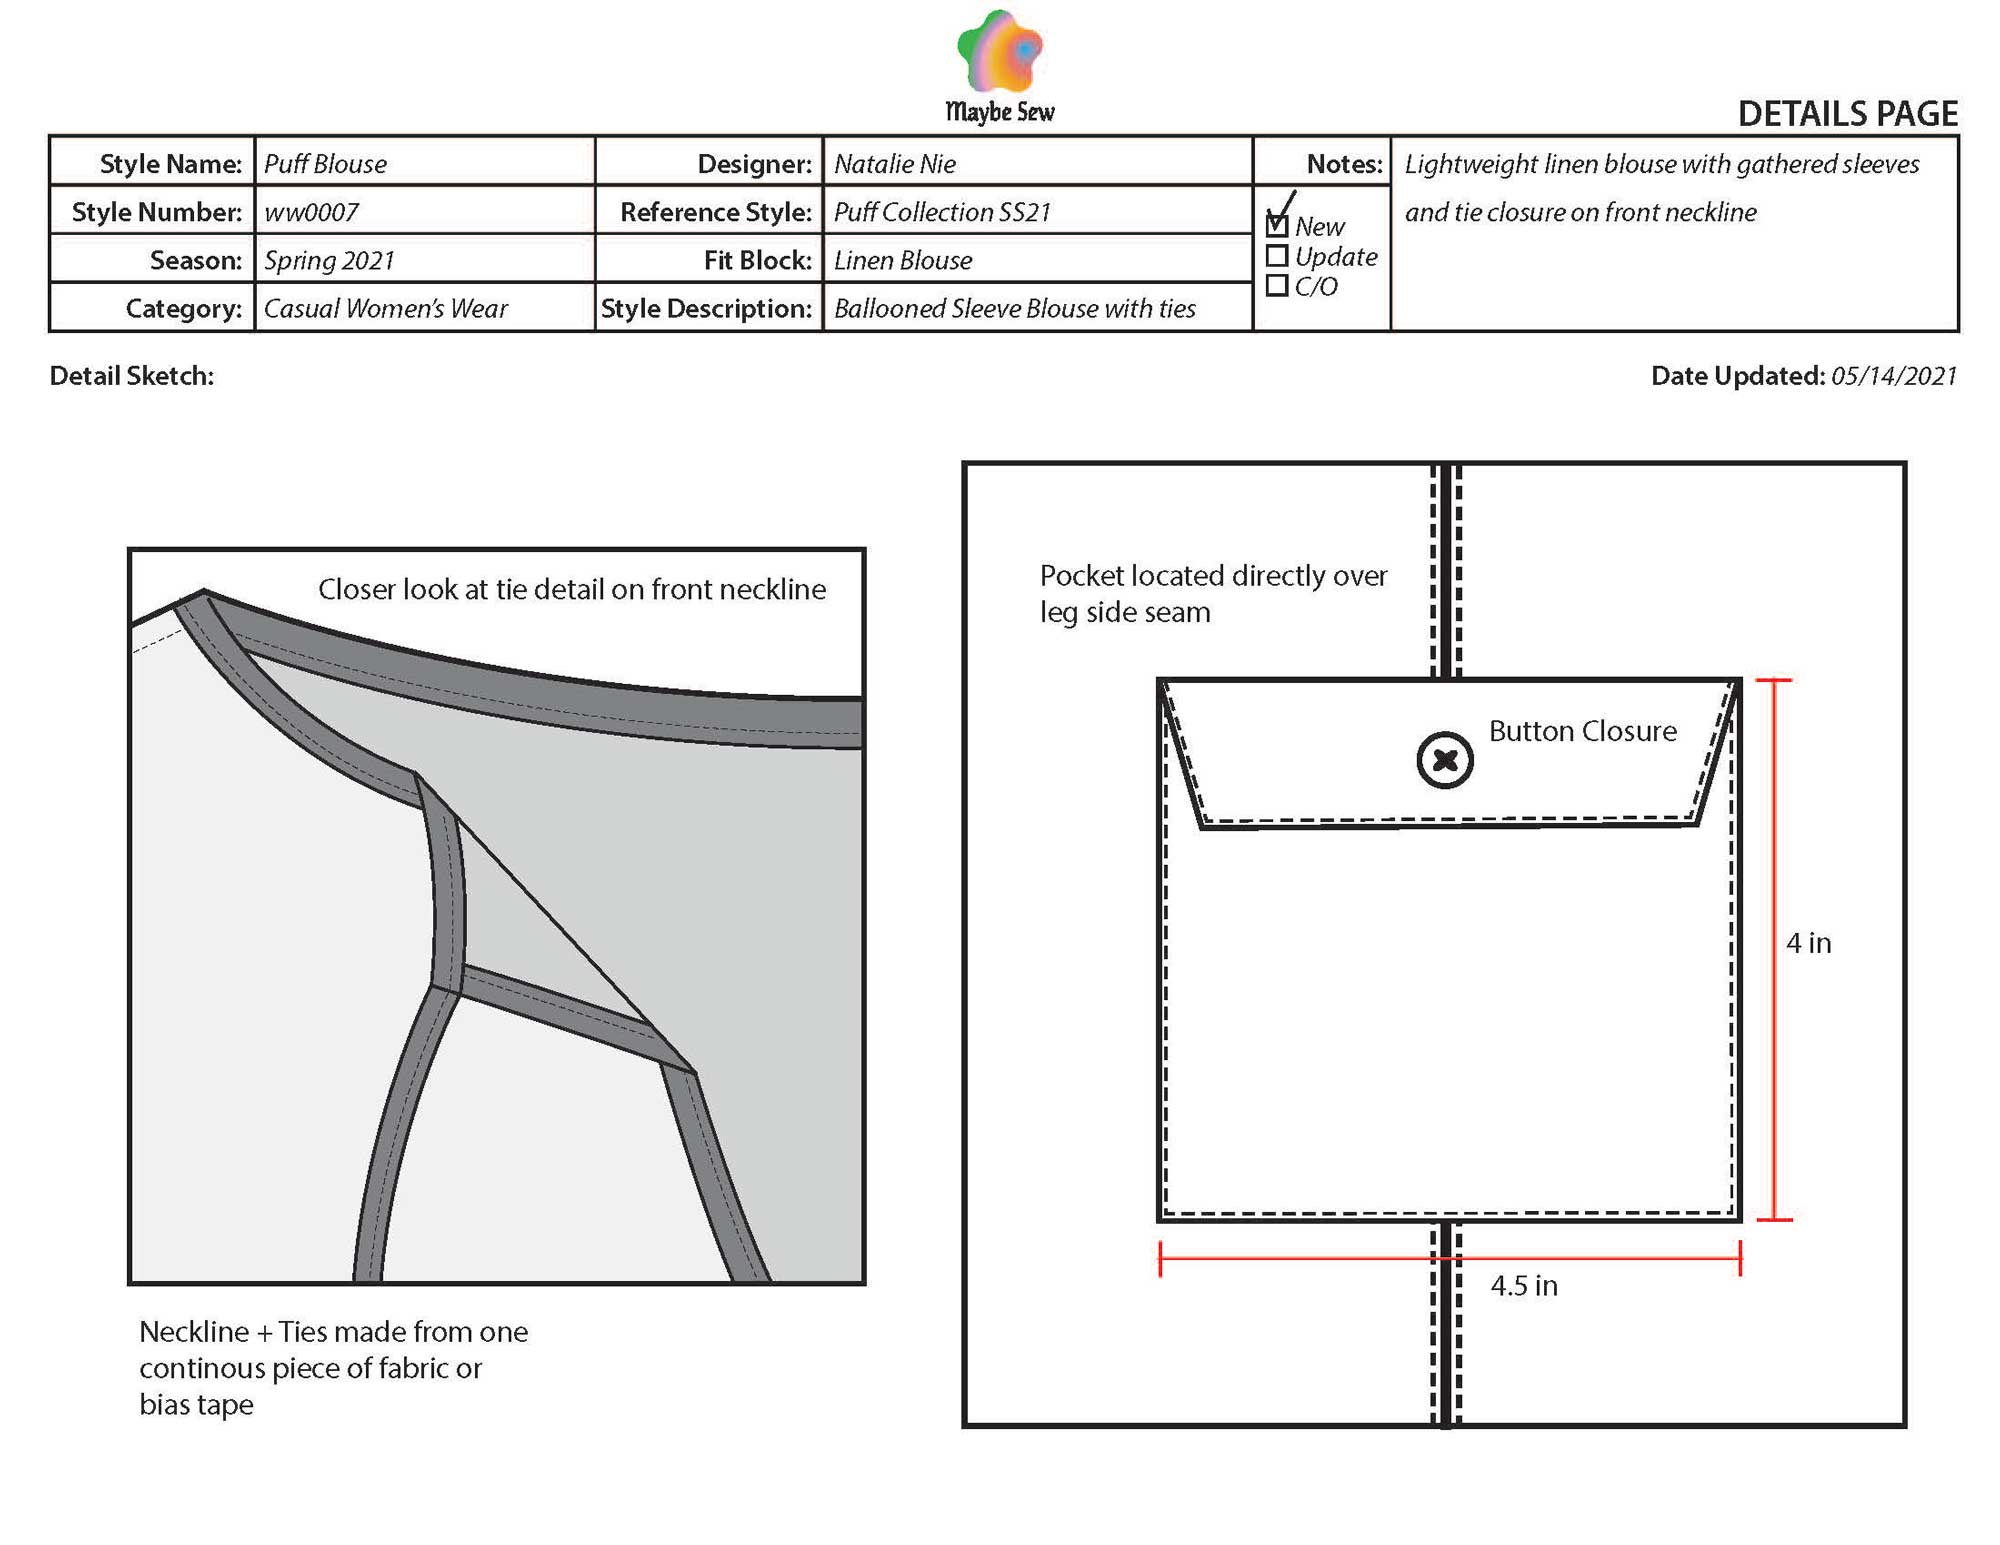 Maybe Sew
DETAILS PAGE
Style Name: Puff Blouse Designer: Natalie Nie Notes: Lightweight linen blouse with gathered sleeves
Style Number: ww0007 Reference Style: Puff Collection SS21 and tie closure on front neckline
New
Season: Spring 2021 Fit Block: Linen Blouse Update
C/O
Category: Casual Women's Wear Style Description: Ballooned Sleeve Blouse with ties
Detail Sketch: Date Updated: 05/14/2021
Closer look at tie detail on front neckline
Neckline + Ties made from one
continous piece of fabric or
bias tape
Pocket located directly over
leg side seam
Button Closure
4 in
4.5 in